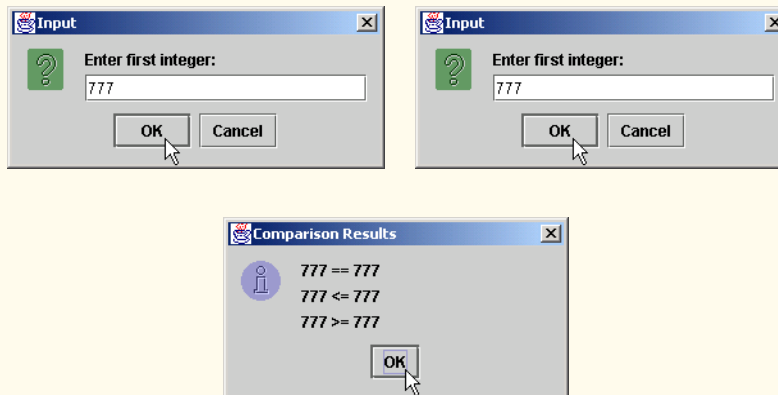 Input
Enter first integer:
777
OK
Cancel
Input
Enter first integer:
777
OK
Cancel
Comparison Results
777 == 777
777 <= 777
777 >= 777
OK